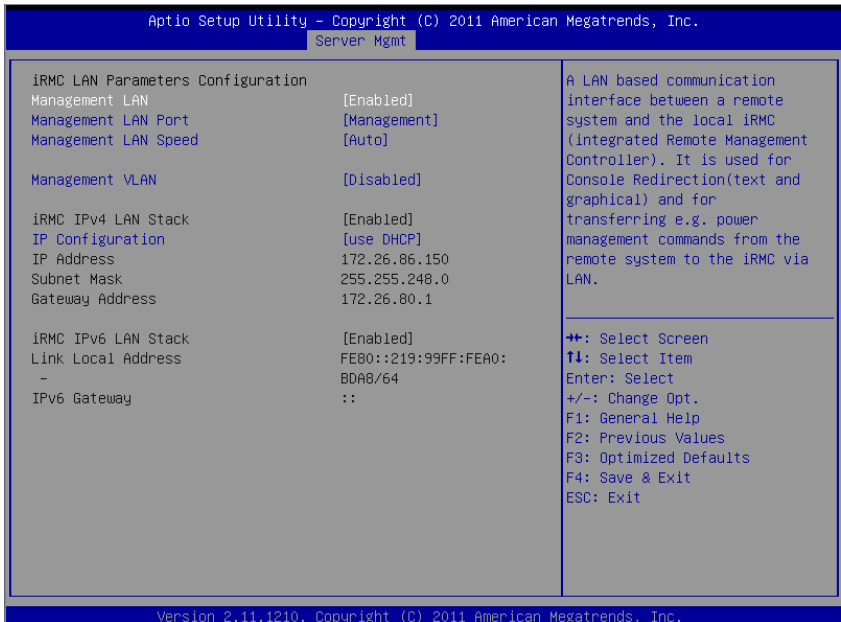 Aptio Setup Utility – Copyright (C) 2011 American Megatrends, Inc.
Server Mgmt
iRMC LAN Parameters Configuration
Management LAN [Enabled]
Management LAN Port [Management]
Management LAN Speed [Auto]
Management VLAN [Disabled]
iRMC IPv4 LAN Stack [Enabled]
IP Configuration [use DHCP]
IP Address 172.26.86.150
Subnet Mask 255.255.248.0
Gateway Address 172.26.80.1
iRMC IPv6 LAN Stack [Enabled]
Link Local Address FE80::219:99FF:FEA0:
– BDA8/64
IPv6 Gateway ::
A LAN based communication
interface between a remote
system and the local iRMC
(integrated Remote Management
Controller). It is used for
Console Redirection(text and
graphical) and for
transferring e.g. power
management commands from the
remote system to the iRMC via
LAN.
→←: Select Screen
↑↓: Select Item
Enter: Select
+/-: Change Opt.
F1: General Help
F2: Previous Values
F3: Optimized Defaults
F4: Save & Exit
ESC: Exit
Version 2.11.1210. Copyright (C) 2011 American Megatrends, Inc.